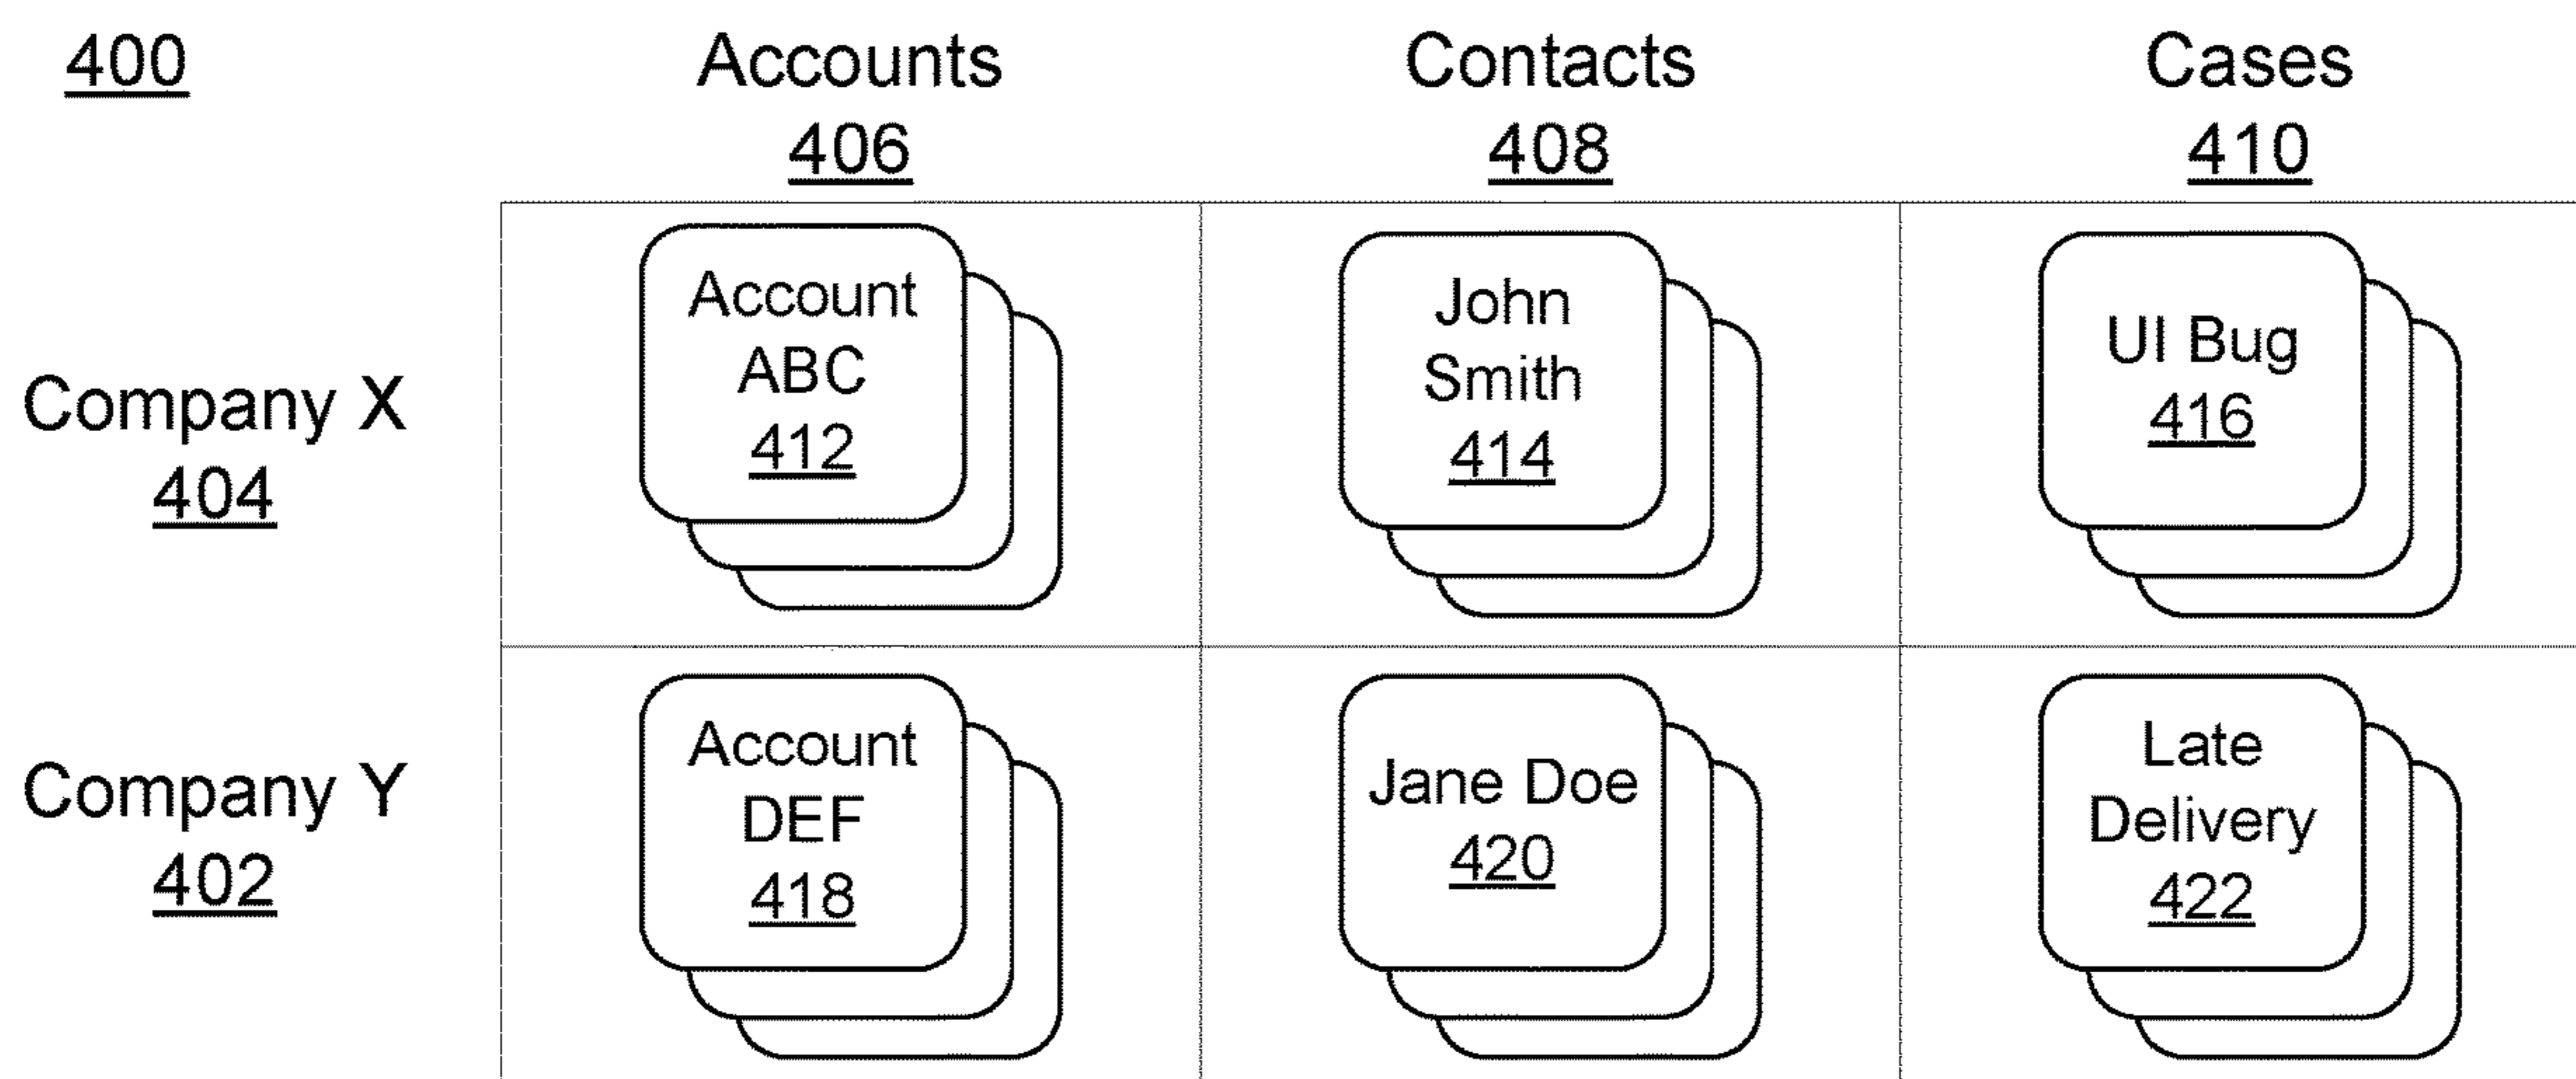 400
Accounts
406
Contacts
408
Cases
410
Company X
404
Account
ABC
412
John
Smith
414
UI Bug
416
Company Y
402
Account
DEF
418
Jane Doe
420
Late
Delivery
422